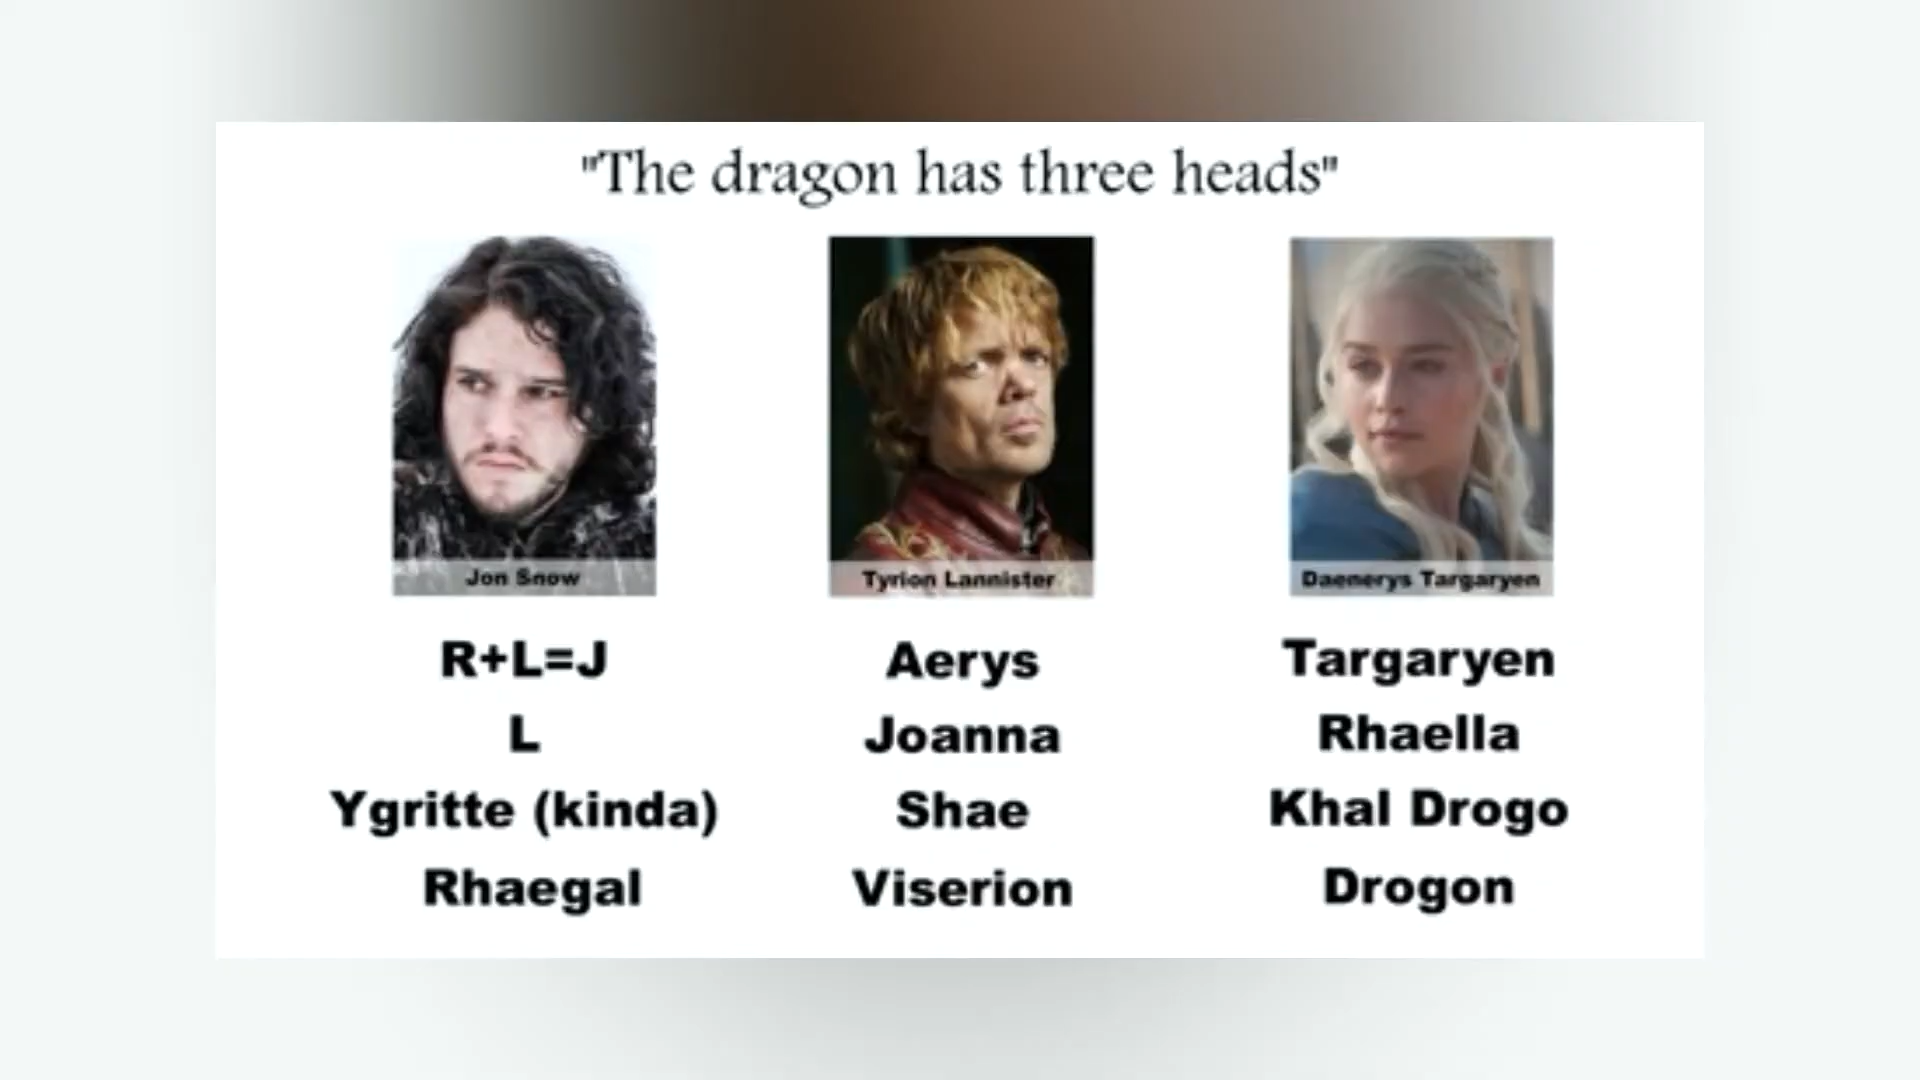 "The dragon has three heads"
Jon Snow
Tyrion Lannister
Daenerys Targaryen
R+L=J
Aerys
Targaryen
L
Joanna
Rhaella
Ygritte (kinda)
Shae
Khal Drogo
Rhaegal
Viserion
Drogon